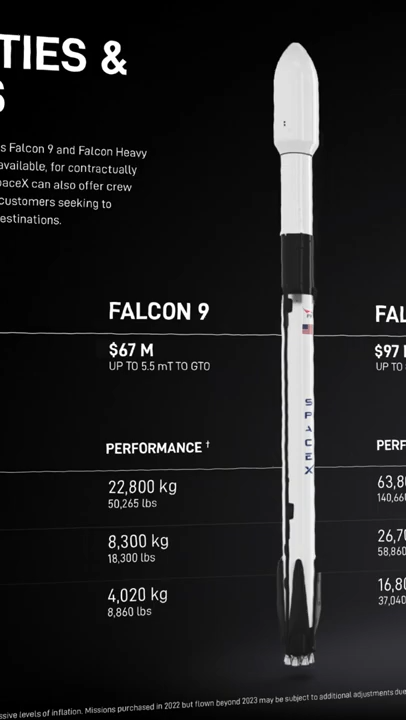 TIES &
S
s Falcon 9 and Falcon Heavy
available, for contractually
paceX can also offer crew
customers seeking to
estinations.
FALCON 9
FAL
$67 M
UP TO 5.5 mT TO GTO
$97
UP TO
SPACEX
PERFORMANCE †
PERF
22,800 kg
50,265 lbs
63,8
140,66
8,300 kg
18,300 lbs
26,7
58,860
4,020 kg
8,860 lbs
16,80
37,040
ssive levels of inflation. Missions purchased in 2022 but flown beyond 2023 may be subject to additional adjustments due